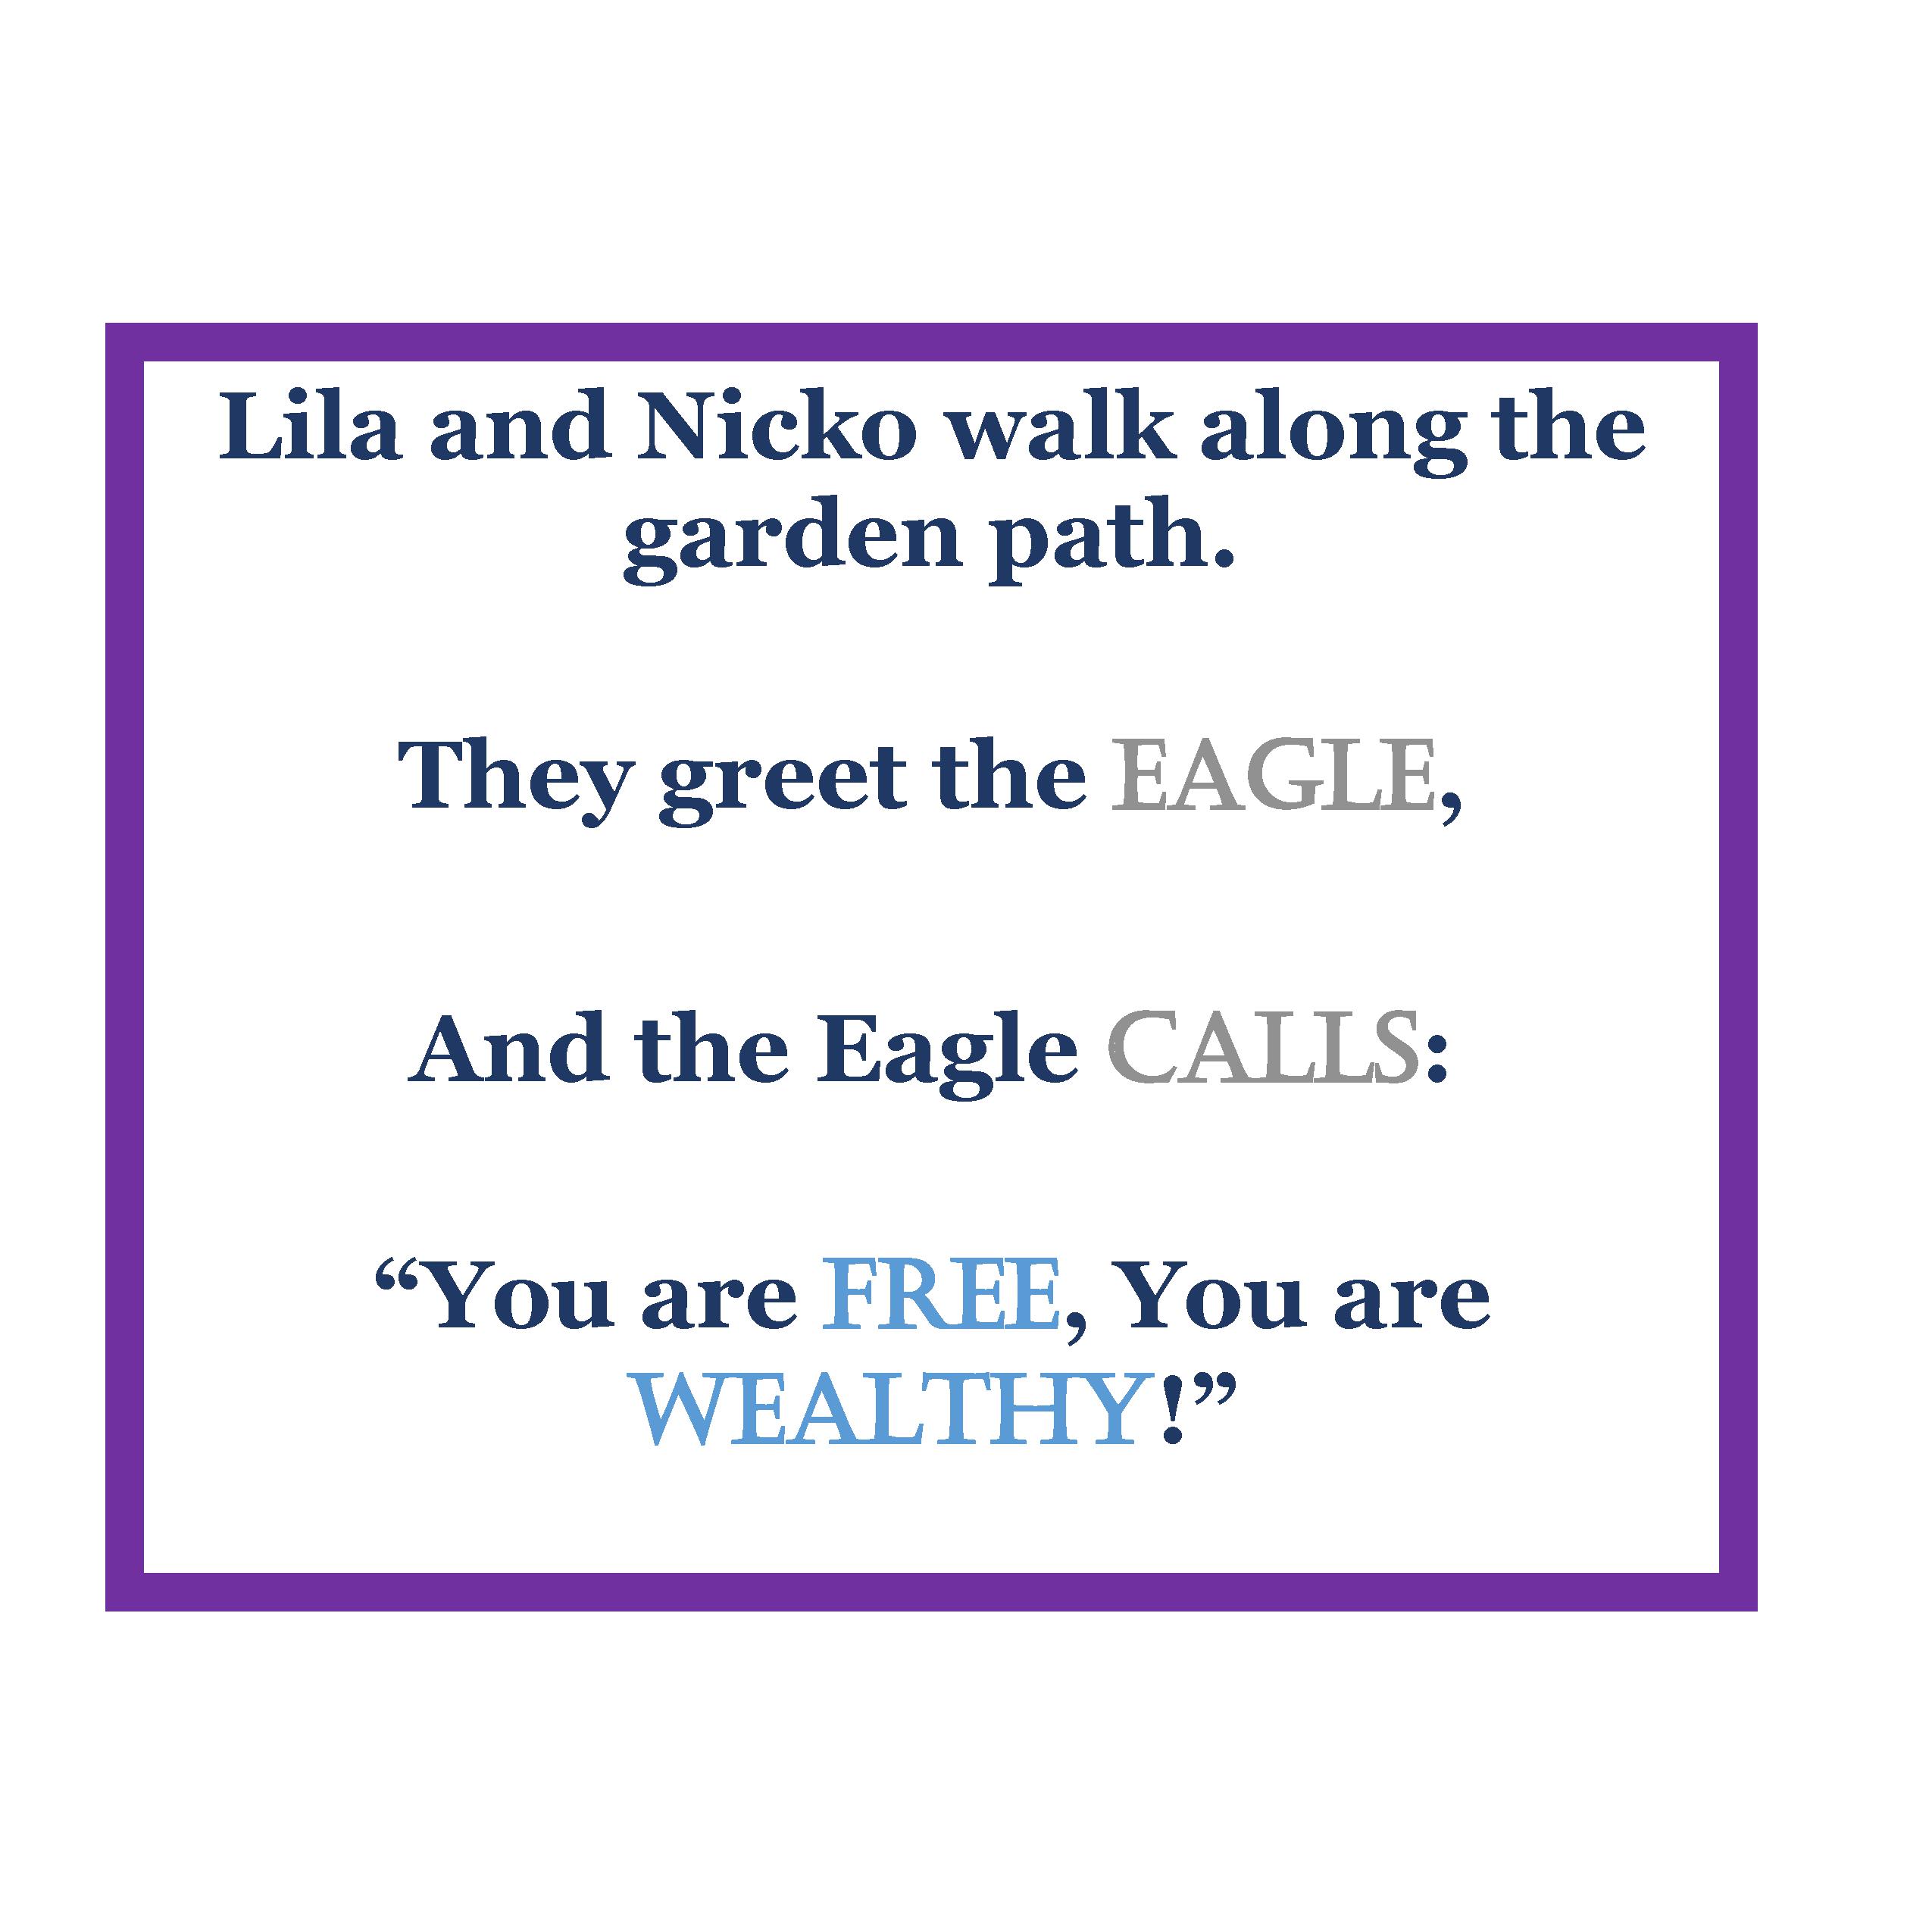 Lila and Nicko walk along the
garden path.
They greet the EAGLE,
And the Eagle CALLS:
“You are FREE, You are
WEALTHY!”